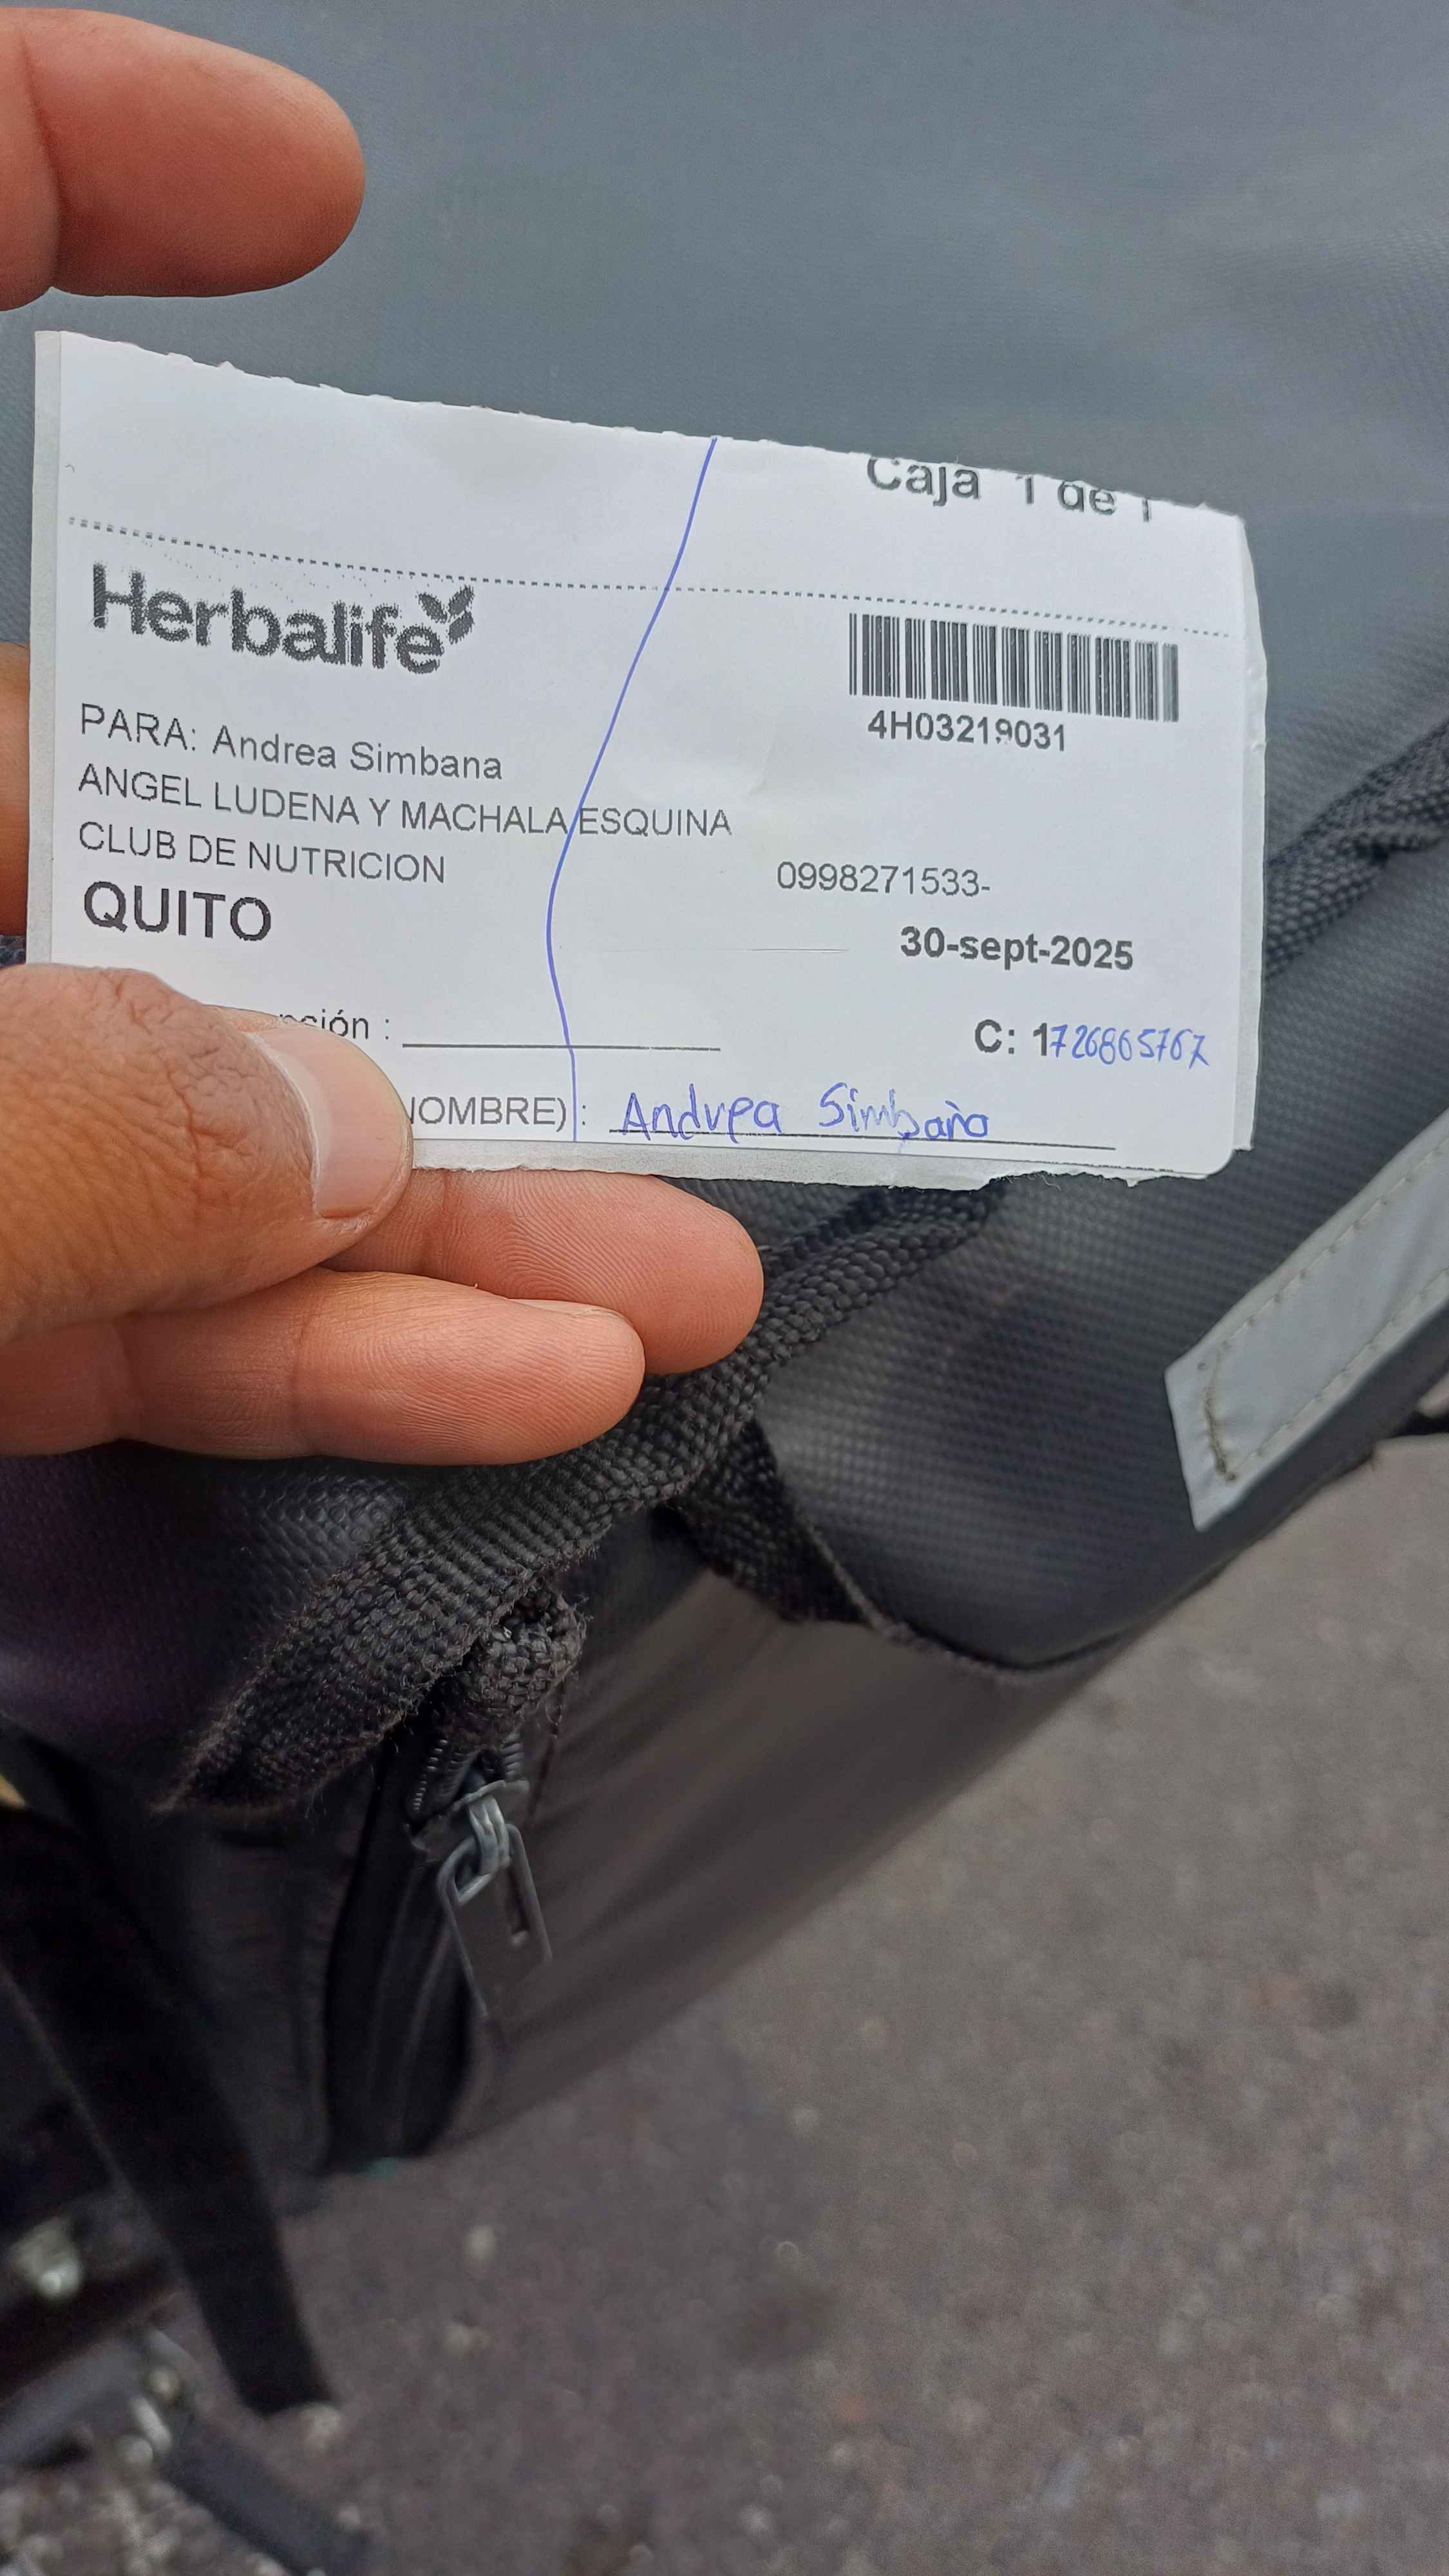 Caja 1 de 1
Herbalife
4H03219031
PARA: Andrea Simbana
ANGEL LUDENA Y MACHALA ESQUINA
CLUB DE NUTRICION
0998271533-
QUITO
30-sept-2025
ción :
C: 1726865767
NOMBRE) : Andrea Simbaña